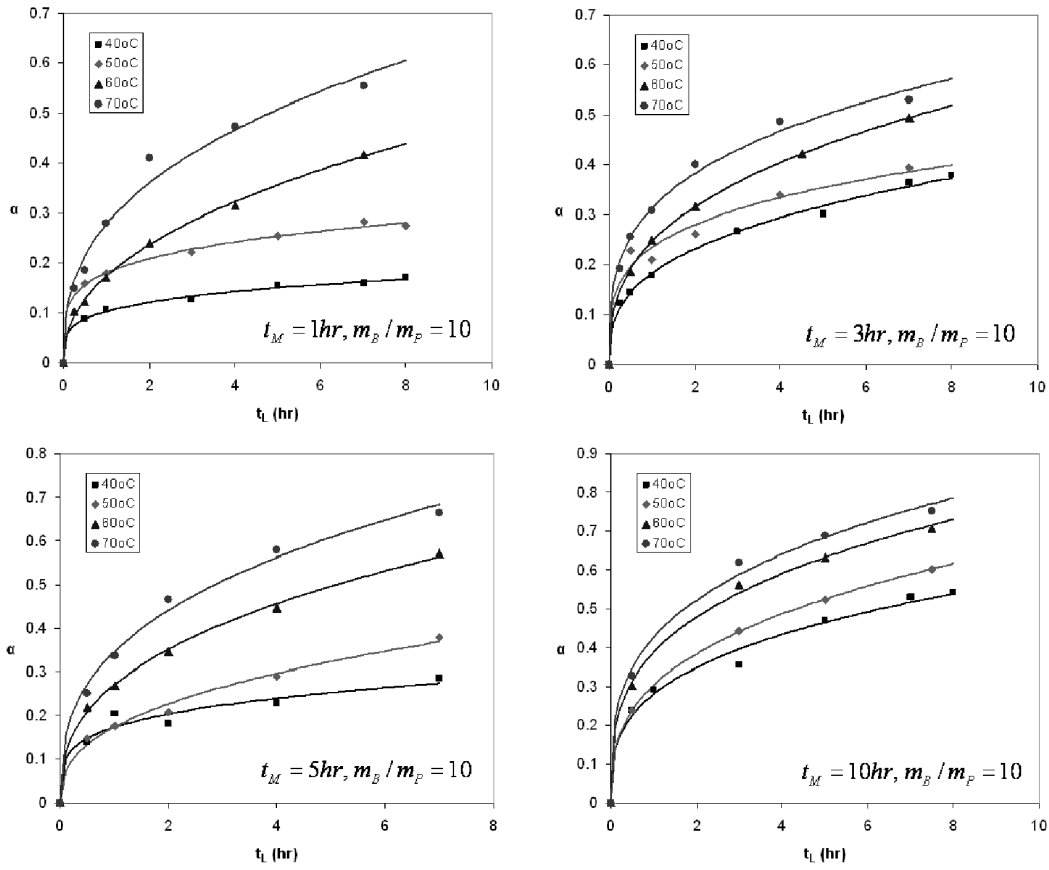 0.7
0.6
0.5
0.4
α 0.3
0.2
0.1
0
0 2 4 6 8 10
t_L (hr)
40oC
50oC
60oC
70oC
t_M = 1hr, m_B / m_P = 10
0.7
0.6
0.5
0.4
α 0.3
0.2
0.1
0
0 2 4 6 8 10
t_L (hr)
40oC
50oC
60oC
70oC
t_M = 3hr, m_B / m_P = 10
0.8
0.7
0.6
0.5
0.4
α
0.3
0.2
0.1
0
0 2 4 6 8
t_L (hr)
40oC
50oC
60oC
70oC
t_M = 5hr, m_B / m_P = 10
0.9
0.8
0.7
0.6
0.5
α
0.4
0.3
0.2
0.1
0
0 2 4 6 8 10
t_L (hr)
40oC
50oC
60oC
70oC
t_M = 10hr, m_B / m_P = 10